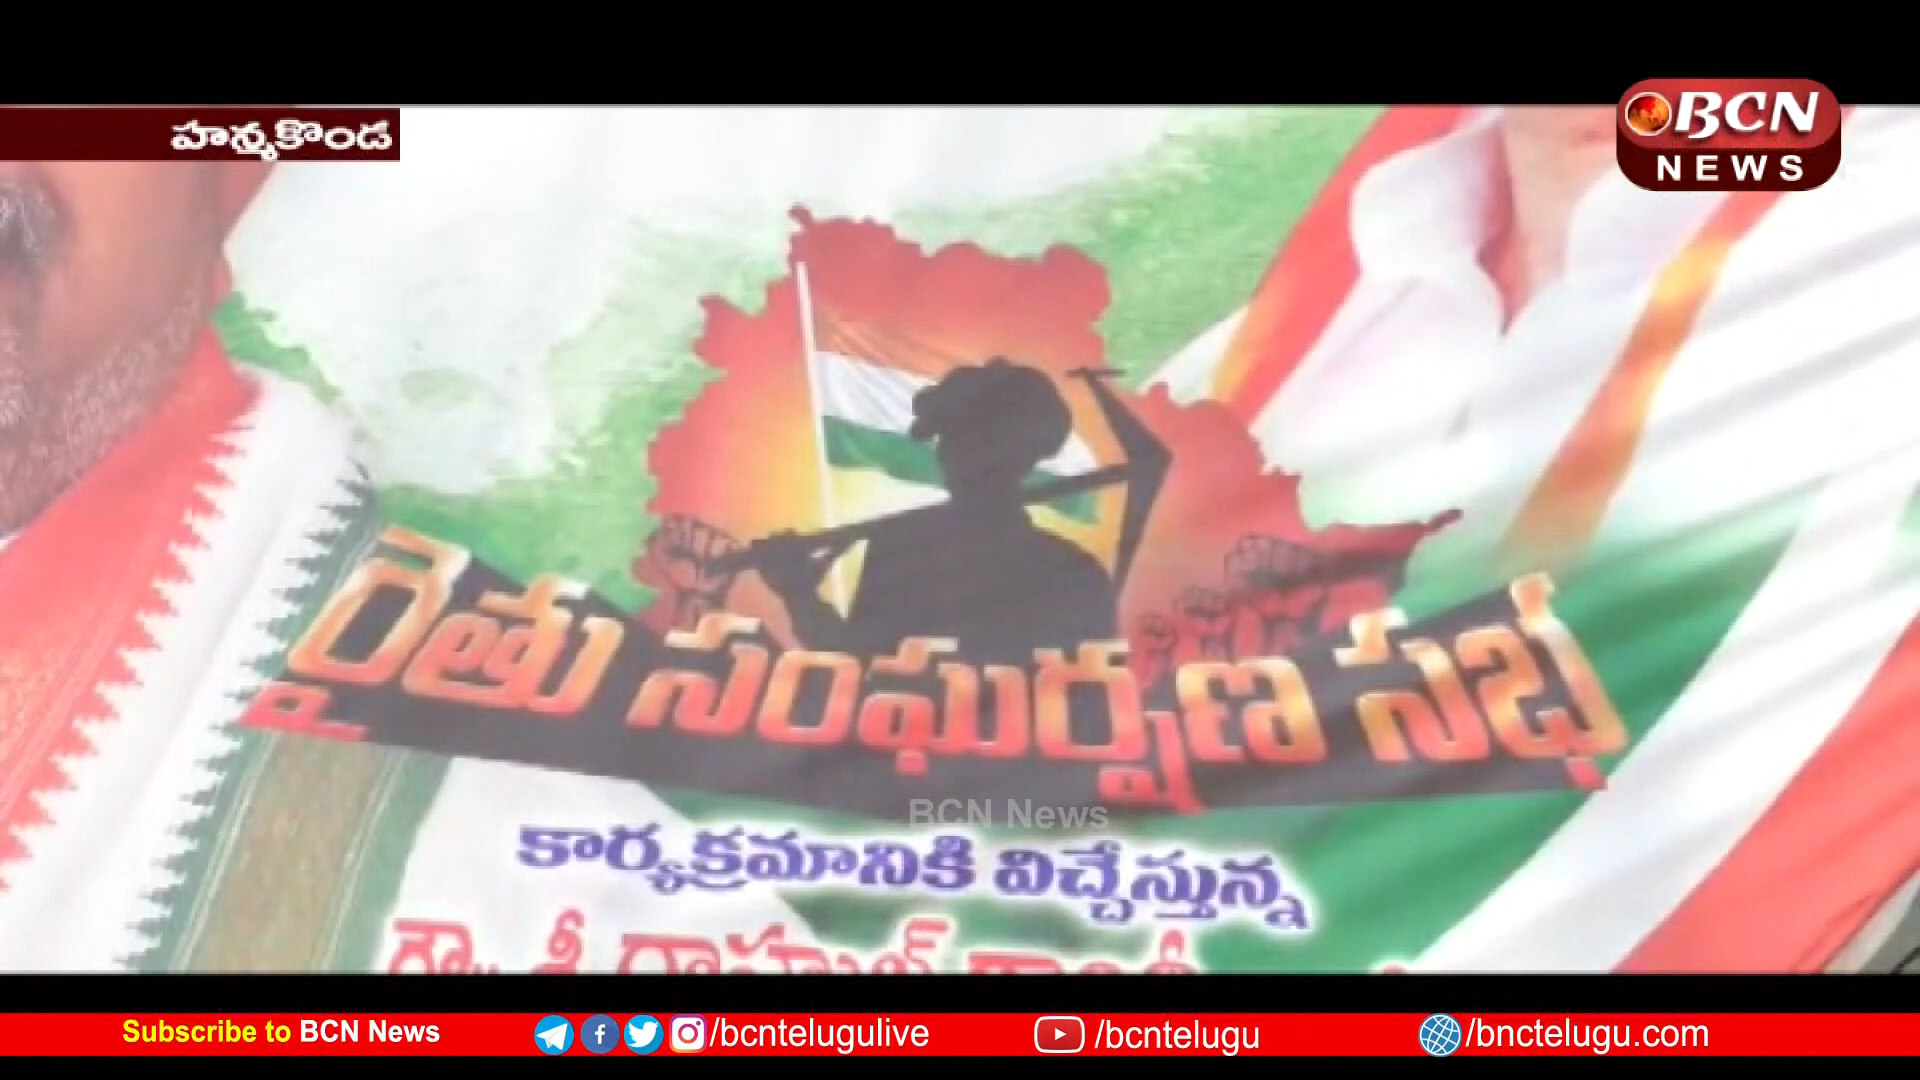 హన్మకొండ
BCN
NEWS
రైతు సంఘర్షణ సభ
BCN News
కార్యక్రమానికి విచ్చేస్తున్న
గౌ శ్రీ రాహుల్ గాంధీ
Subscribe to BCN News
/bcntelugulive
/bcntelugu
/bnctelugu.com